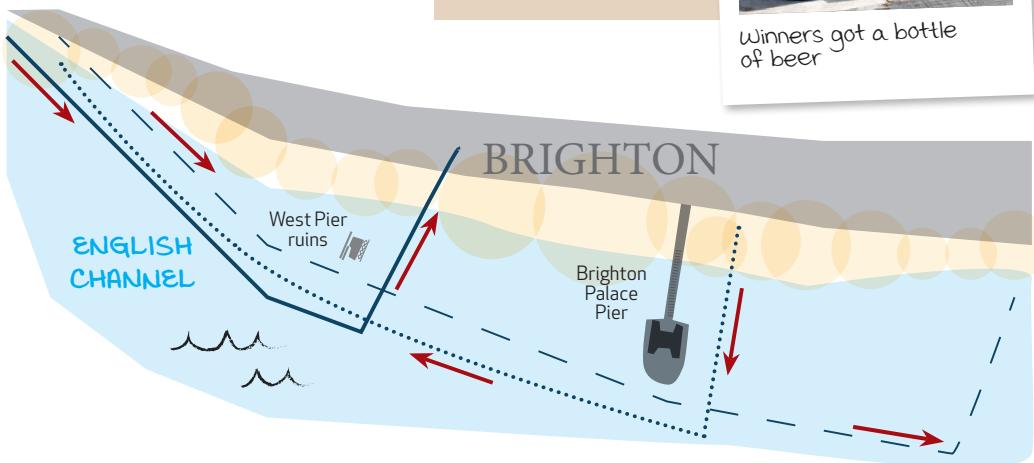 Winners got a bottle
of beer
BRIGHTON
West Pier
ruins
ENGLISH
CHANNEL
Brighton
Palace
Pier